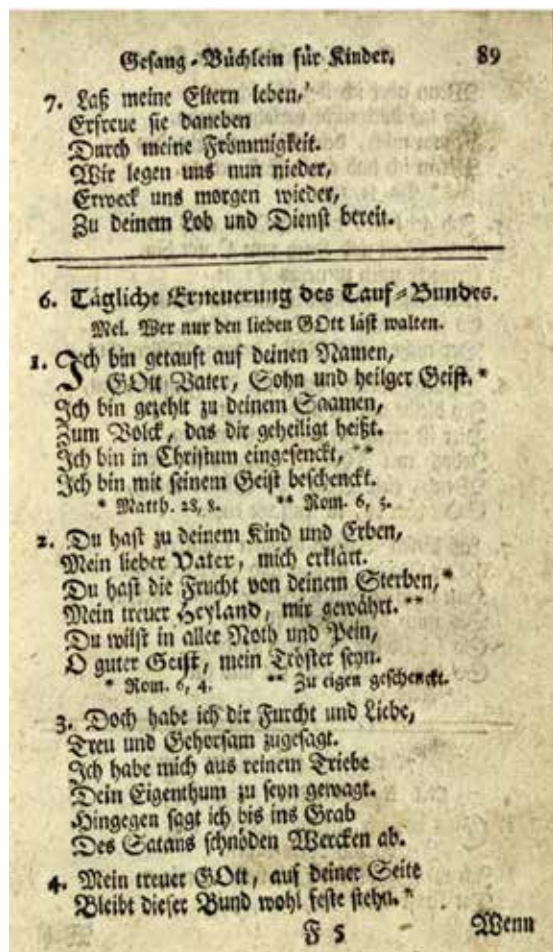 Gesang-Büchlein für Kinder. 89
7. Laß meine Eltern leben,
Erfreue sie daneben
Durch meine Frömmigkeit.
Wir legen uns nun nieder,
Erweck uns morgen wieder,
Zu deinem Lob und Dienst bereit.
6. Tägliche Erneuerung des Tauf-Bundes.
Mel. Wer nur den lieben GOtt läst walten.
1. Ich bin getauft auf deinen Namen,
GOtt Vater, Sohn und heilger Geist.*
Ich bin gezehlt zu deinem Saamen,
Zum Volck, das dir geheiligt heißt.
Ich bin in Christum eingesenckt, **
Ich bin mit seinem Geist beschenckt.
* Matth. 28, 8. ** Rom. 6, 5.
2. Du hast zu deinem Kind und Erben,
Mein lieber Vater, mich erklärt.
Du hast die Frucht von deinem Sterben,*
Mein treuer Heyland, mir gewährt. **
Du wilst in aller Noth und Pein,
O guter Geist, mein Tröster seyn.
* Rom. 6, 4. ** Zu eigen geschenckt.
3. Doch habe ich dir Furcht und Liebe,
Treu und Gehorsam zugesagt.
Ich habe mich aus reinem Triebe
Dein Eigenthum zu seyn gewagt.
Hingegen sagt ich bis ins Grab
Des Satans schnöden Wercken ab.
4. Mein treuer GOtt, auf deiner Seite
Bleibt dieser Bund wohl feste stehn.*
F 5 Wenn